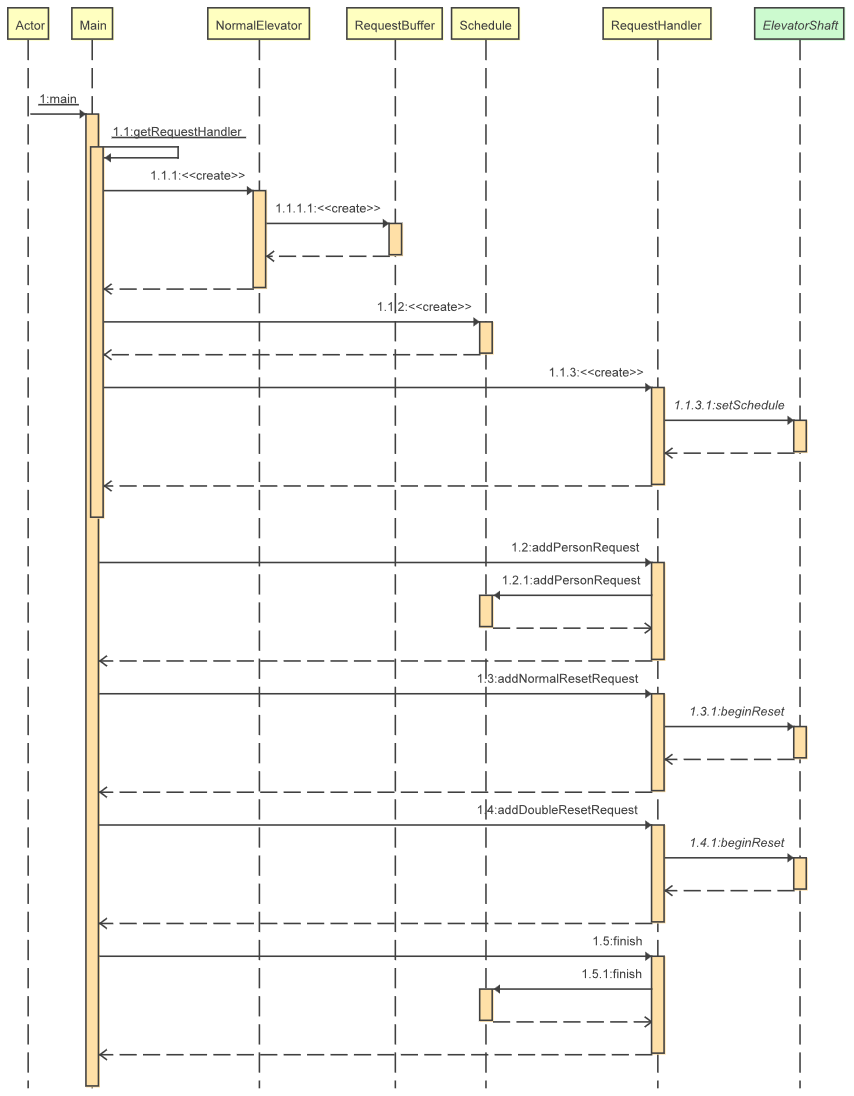 Actor
Main
NormalElevator
RequestBuffer
Schedule
RequestHandler
ElevatorShaft
1:main
1.1:getRequestHandler
1.1.1:<<create>>
1.1.1.1:<<create>>
1.1.2:<<create>>
1.1.3:<<create>>
1.1.3.1:setSchedule
1.2:addPersonRequest
1.2.1:addPersonRequest
1.3:addNormalResetRequest
1.3.1:beginReset
1.4:addDoubleResetRequest
1.4.1:beginReset
1.5:finish
1.5.1:finish